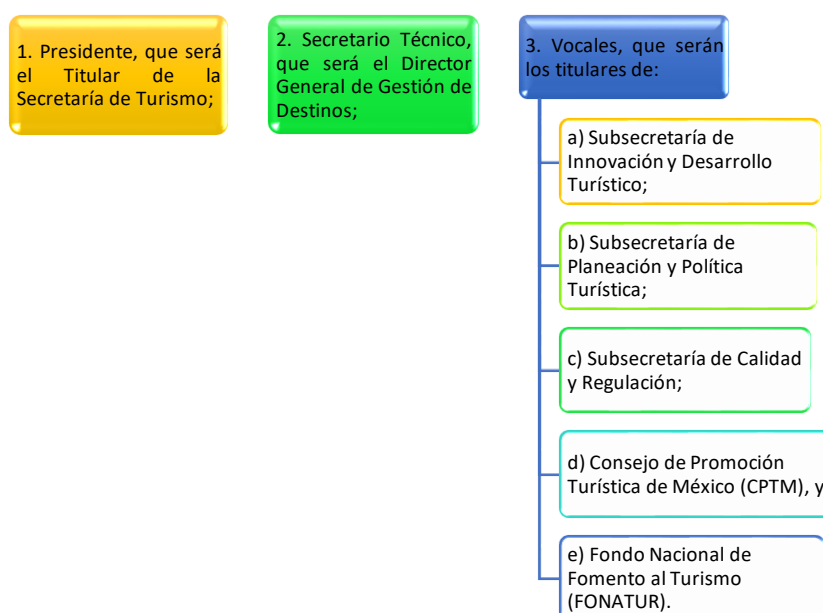 1. Presidente, que será
el Titular de la
Secretaría de Turismo;
2. Secretario Técnico,
que será el Director
General de Gestión de
Destinos;
3. Vocales, que serán
los titulares de:
a) Subsecretaría de
Innovación y Desarrollo
Turístico;
b) Subsecretaría de
Planeación y Política
Turística;
c) Subsecretaría de Calidad
y Regulación;
d) Consejo de Promoción
Turística de México (CPTM), y
e) Fondo Nacional de
Fomento al Turismo
(FONATUR).